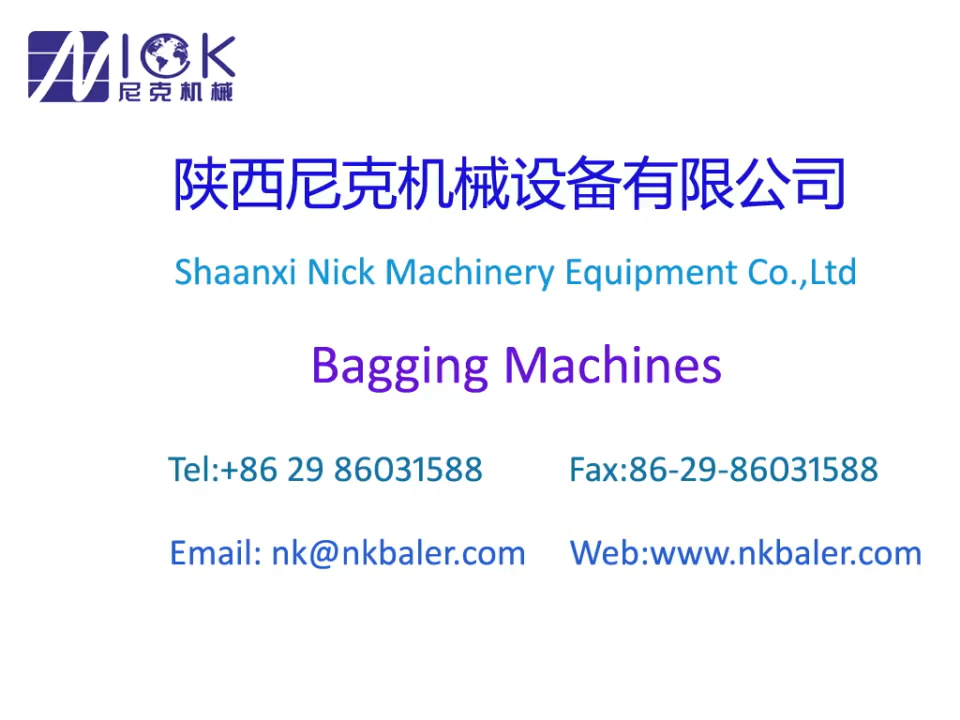 NICK
尼克机械
陕西尼克机械设备有限公司
Shaanxi Nick Machinery Equipment Co.,Ltd
Bagging Machines
Tel:+86 29 86031588 Fax:86-29-86031588
Email: nk@nkbaler.com Web:www.nkbaler.com